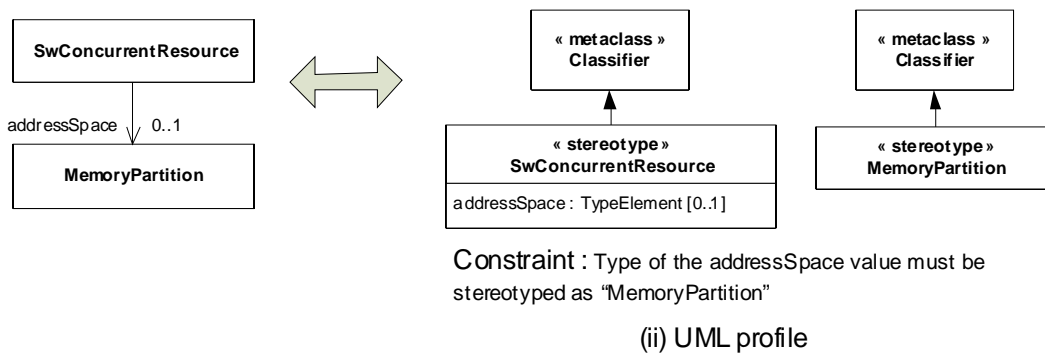 SwConcurrentResource
addressSpace 0..1
MemoryPartition
« metaclass »
Classifier
« stereotype »
SwConcurrentResource
addressSpace : TypeElement [0..1]
« metaclass »
Classifier
« stereotype »
MemoryPartition
Constraint : Type of the addressSpace value must be
stereotyped as “MemoryPartition”
(ii) UML profile